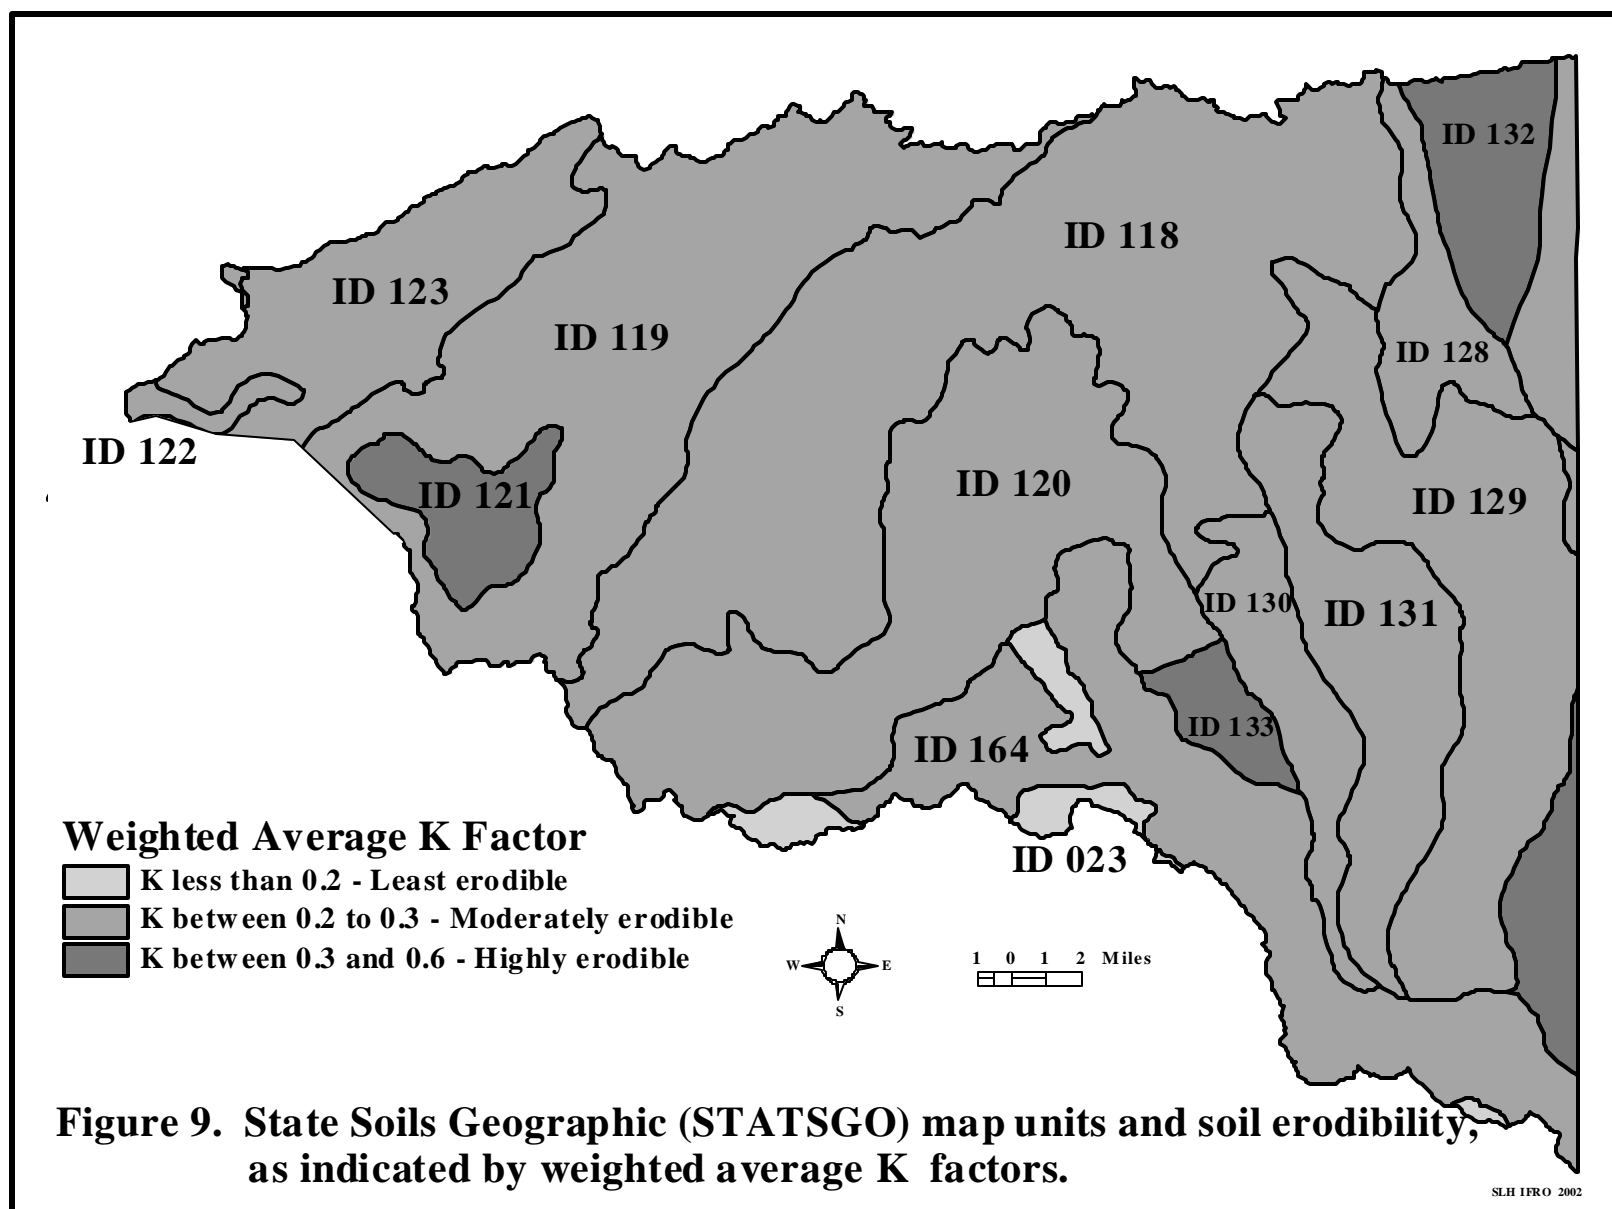 ID 132
ID 118
ID 123
ID 119
ID 128
ID 122
ID 121
ID 120
ID 129
ID 130
ID 131
ID 133
ID 164
ID 023
Weighted Average K Factor
K less than 0.2 - Least erodible
K between 0.2 to 0.3 - Moderately erodible
K between 0.3 and 0.6 - Highly erodible
N
W E
S
1 0 1 2 Miles
Figure 9. State Soils Geographic (STATSGO) map units and soil erodibility,
as indicated by weighted average K factors.
SLH IFRO 2002